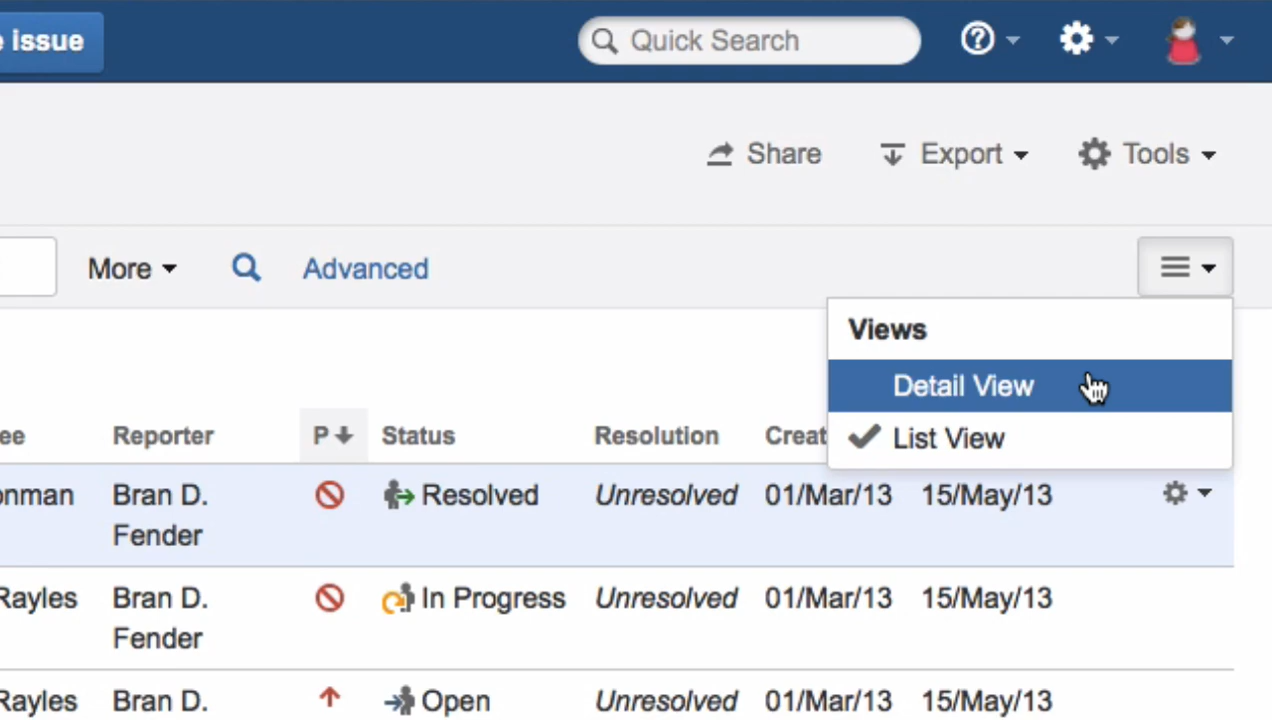 e issue
Quick Search
Share Export Tools
More Advanced
Views
Detail View
List View
ee Reporter P Status Resolution Creat
onman Bran D. Fender Resolved Unresolved 01/Mar/13 15/May/13
Rayles Bran D. Fender In Progress Unresolved 01/Mar/13 15/May/13
Rayles Bran D. Open Unresolved 01/Mar/13 15/May/13